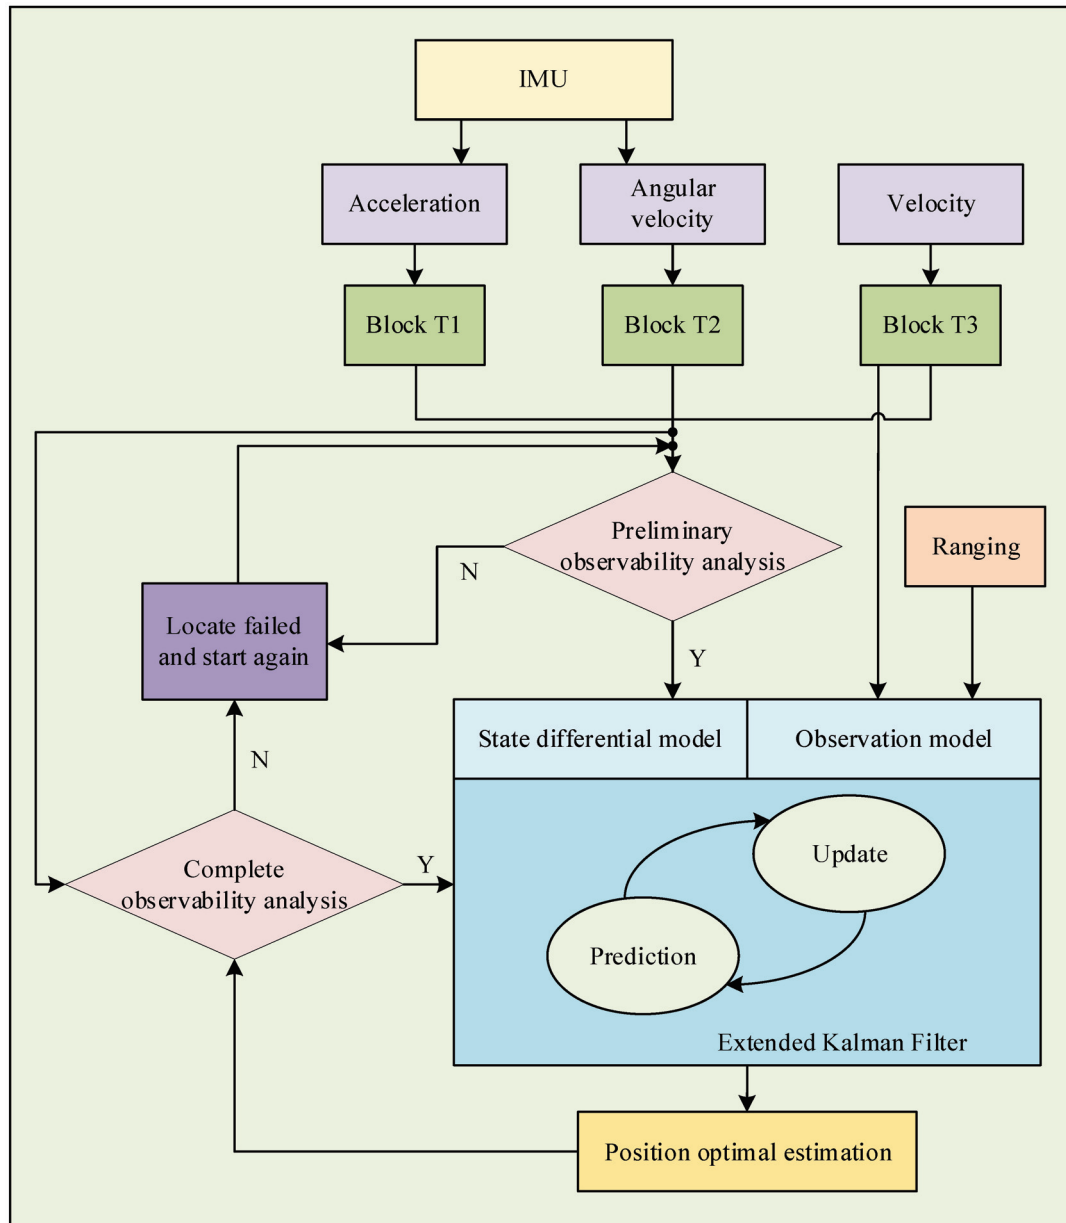 IMU
Acceleration
Angular
velocity
Velocity
Block T1
Block T2
Block T3
Preliminary
observability analysis
Ranging
N
Locate failed
and start again
Y
State differential model
Observation model
N
Update
Complete
observability analysis
Y
Prediction
Extended Kalman Filter
Position optimal estimation